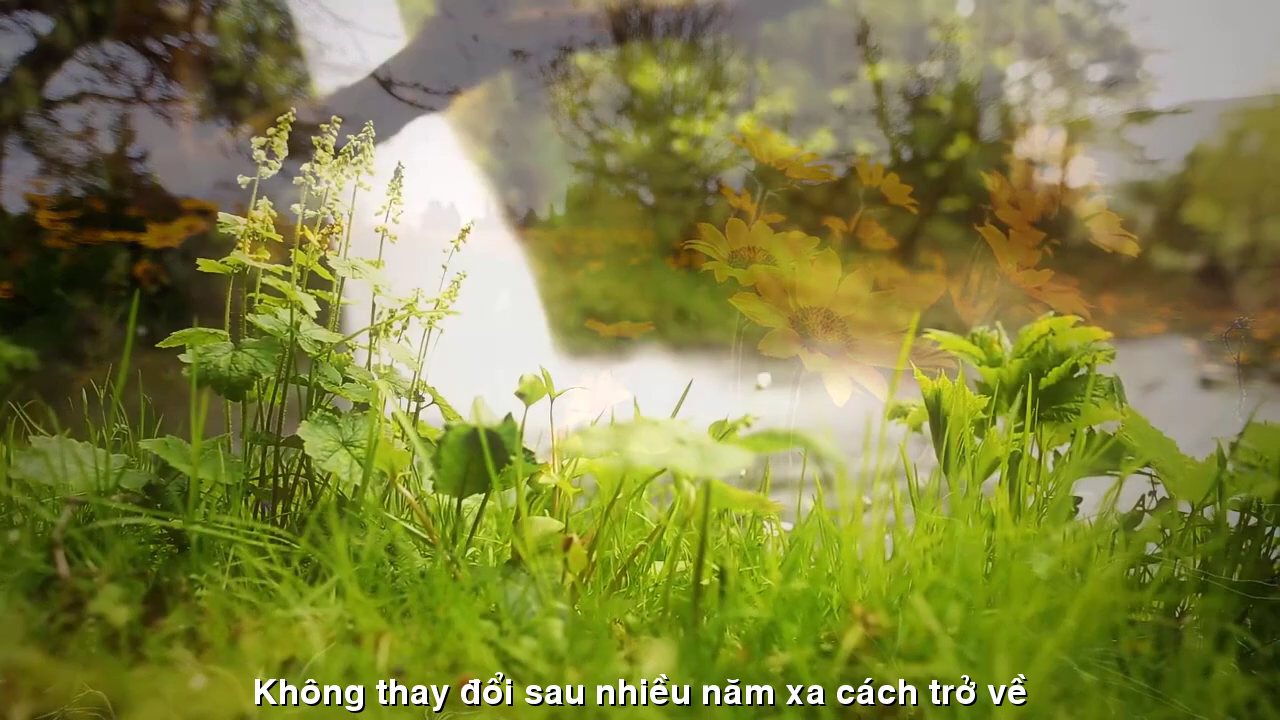 Không thay đổi sau nhiều năm xa cách trở về